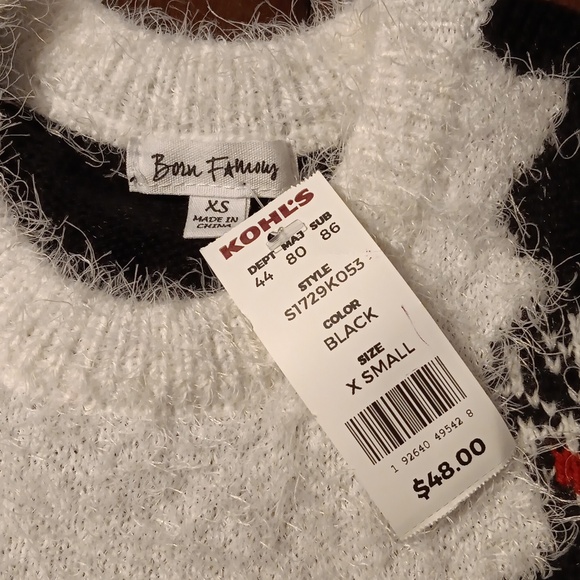 Born Famous
XS
MADE IN
CHINA
KOHL'S
DEPT MAJ SUB
44 80 86
STYLE
S1729K053
COLOR
BLACK
SIZE
X SMALL
1 92640 49542 8
$48.00